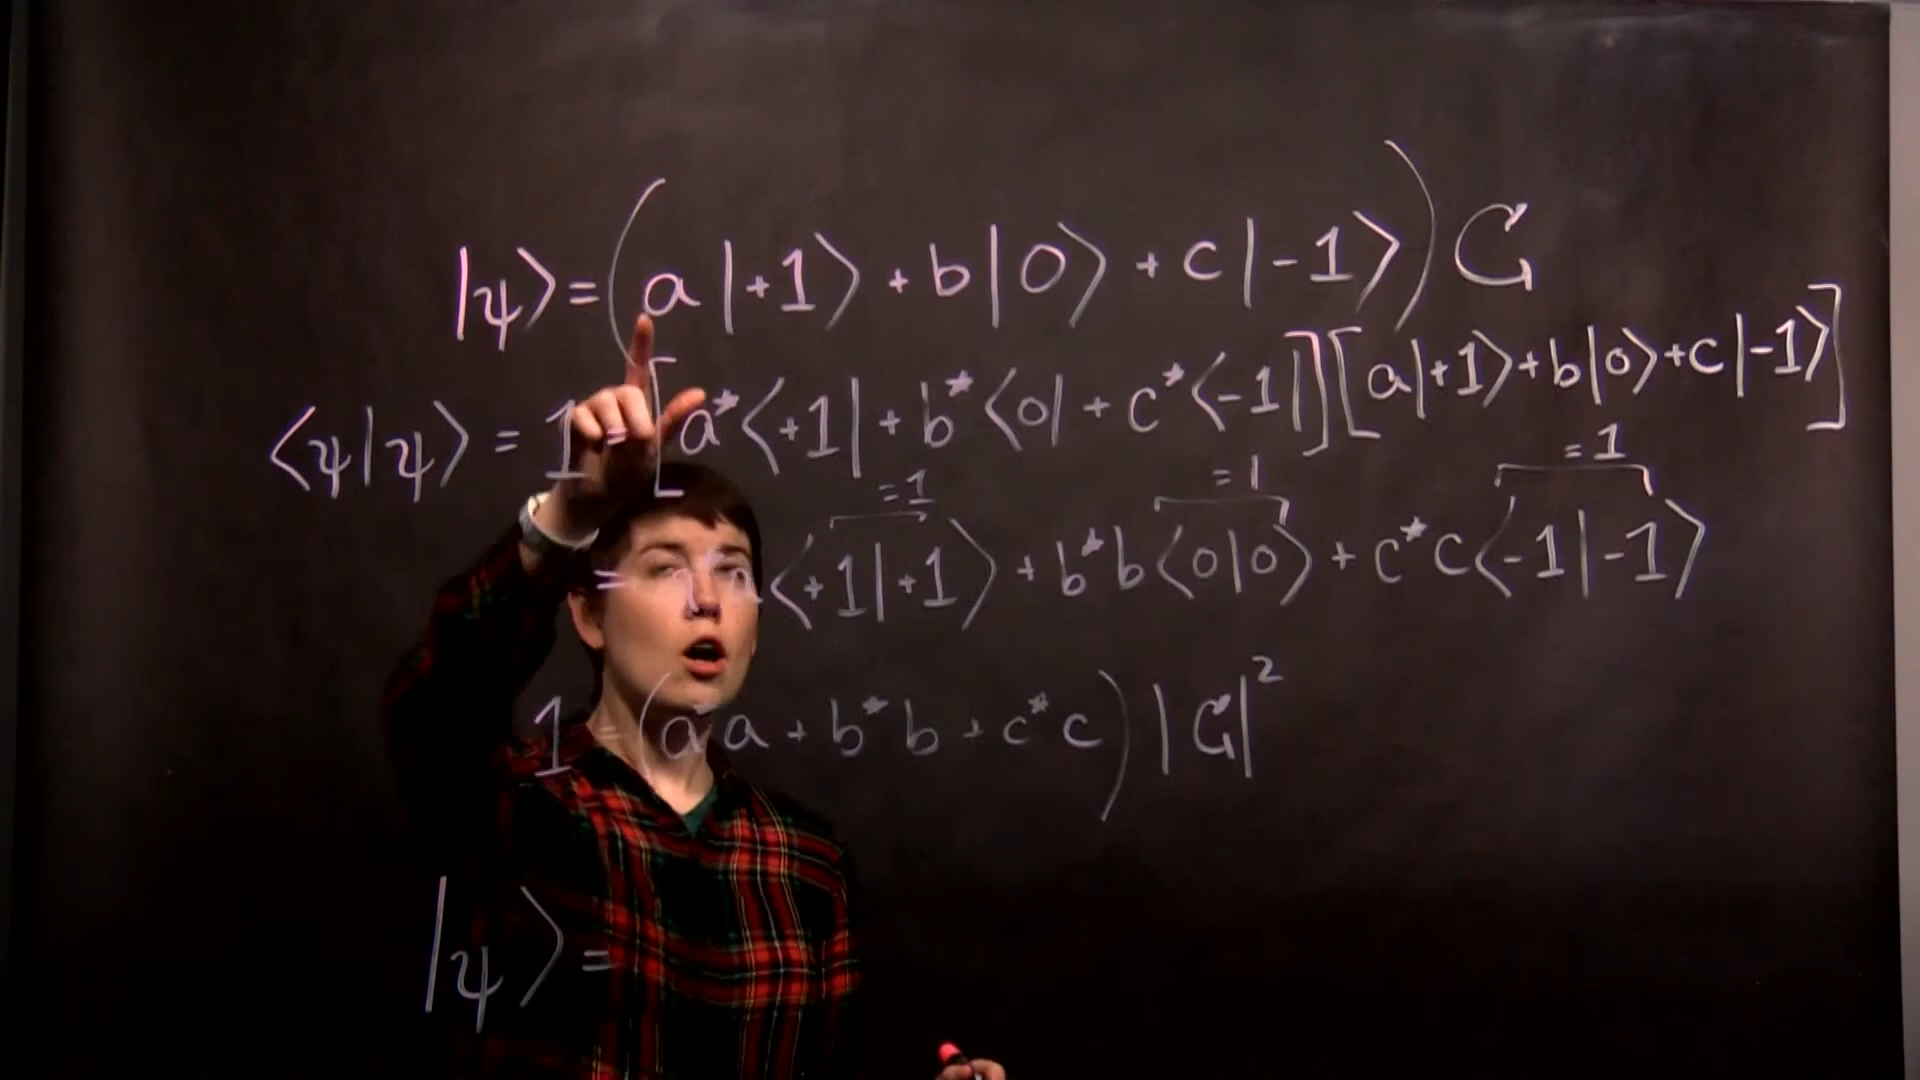 |ψ⟩ = (a|+1⟩ + b|0⟩ + c|-1⟩) C
⟨ψ|ψ⟩ = 1 = [a*⟨+1| + b*⟨0| + c*⟨-1|][a|+1⟩ + b|0⟩ + c|-1⟩]
=1 =1 =1
= a*a⟨+1|+1⟩ + b*b⟨0|0⟩ + c*c⟨-1|-1⟩
1 = (a*a + b*b + c*c) |C|²
|ψ⟩ =